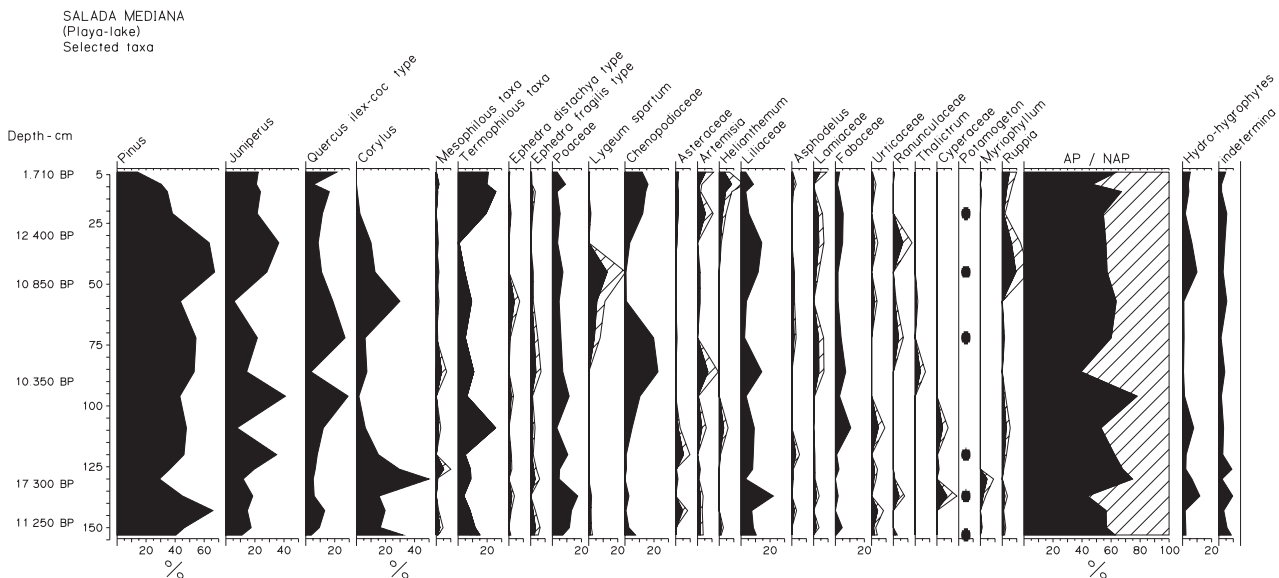 SALADA MEDIANA
(Playa-lake)
Selected taxa
Depth - cm
Pinus
Juniperus
Quercus ilex-coc type
Corylus
Mesophilous taxa
Termophilous taxa
Ephedra distachya type
Ephedra fragilis type
Poaceae
Lygeum spartum
Chenopodiaceae
Asteraceae
Artemisia
Helianthemum
Liliaceae
Asphodelus
Lamiaceae
Fabaceae
Urticaceae
Ranunculaceae
Thalictrum
Cyperaceae
Potamogeton
Myriophyllum
Ruppia
AP / NAP
Hydro-hygrophytes
indetermina
1.710 BP 5
25
12 400 BP
10 850 BP 50
75
10.350 BP
100
125
17 300 BP
11 250 BP 150
20 40 60 20 40 20 20 40 20 20 20 20 20 20 40 60 80 100 20
% % %